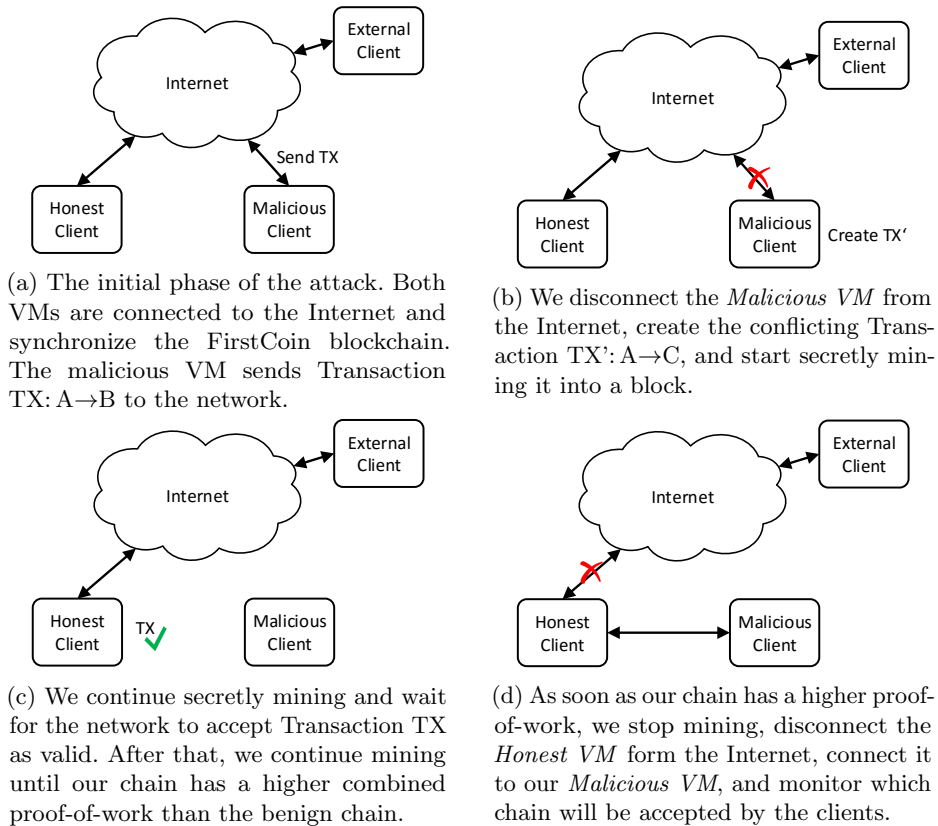 External
Client
Internet
Send TX
Honest
Client
Malicious
Client
(a) The initial phase of the attack. Both
VMs are connected to the Internet and
synchronize the FirstCoin blockchain.
The malicious VM sends Transaction
TX: A→B to the network.
External
Client
Internet
Honest
Client
Malicious
Client
Create TX‘
(b) We disconnect the Malicious VM from
the Internet, create the conflicting Trans-
action TX’: A→C, and start secretly min-
ing it into a block.
External
Client
Internet
Honest
Client
TX
Malicious
Client
(c) We continue secretly mining and wait
for the network to accept Transaction TX
as valid. After that, we continue mining
until our chain has a higher combined
proof-of-work than the benign chain.
External
Client
Internet
Honest
Client
Malicious
Client
(d) As soon as our chain has a higher proof-
of-work, we stop mining, disconnect the
Honest VM form the Internet, connect it
to our Malicious VM, and monitor which
chain will be accepted by the clients.